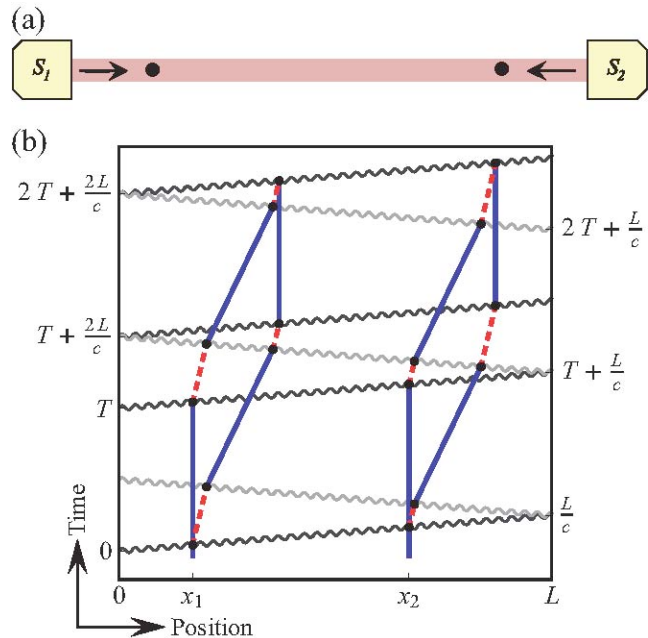 (a)
S₁ S₂
(b)
2T + 2L/c
2T + L/c
T + 2L/c
T + L/c
T
L/c
0
Time
0 x₁ x₂ L
Position